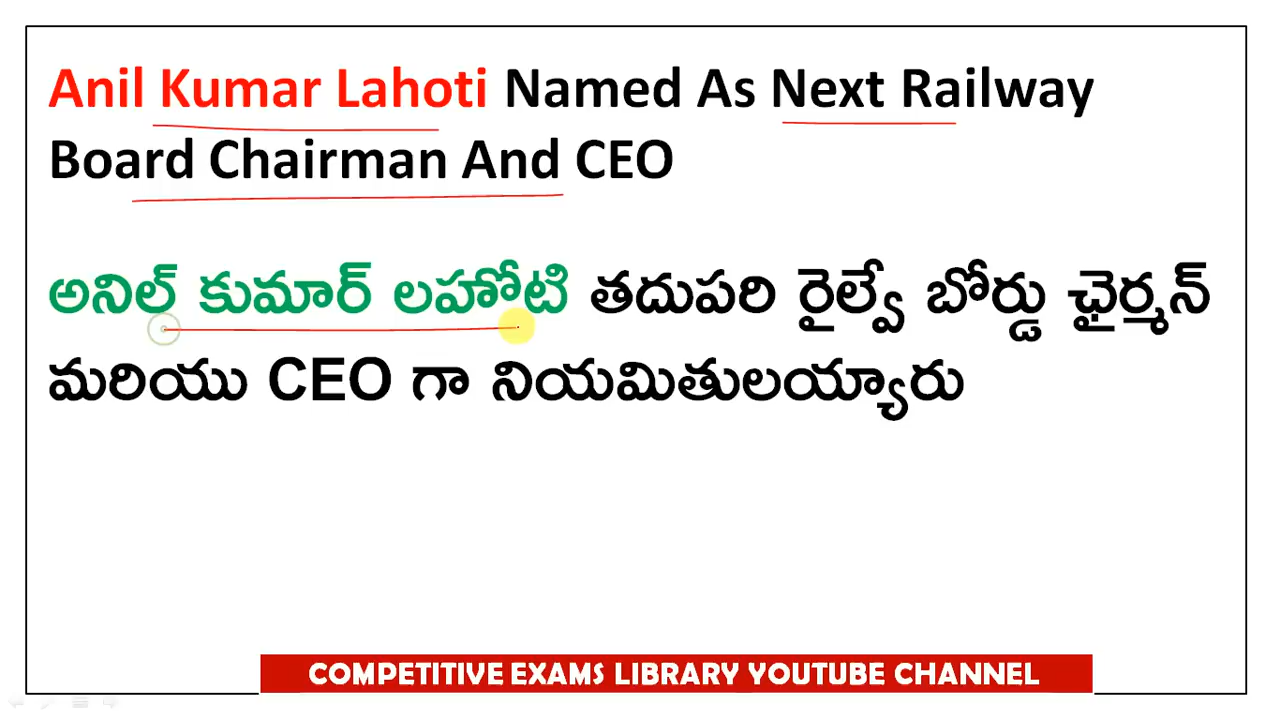 Anil Kumar Lahoti Named As Next Railway
Board Chairman And CEO
అనిల్ కుమార్ లహోటి తదుపరి రైల్వే బోర్డు ఛైర్మన్
మరియు CEO గా నియమితులయ్యారు
COMPETITIVE EXAMS LIBRARY YOUTUBE CHANNEL